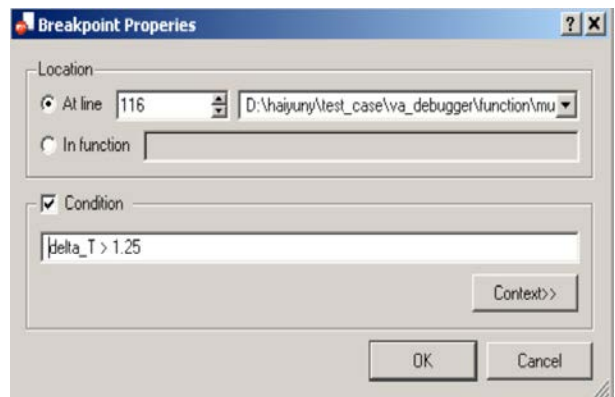 Breakpoint Properies
Location
At line 116 D:\haiyuny\test_case\va_debugger\function\mu
In function
Condition
delta_T > 1.25
Context>>
OK Cancel